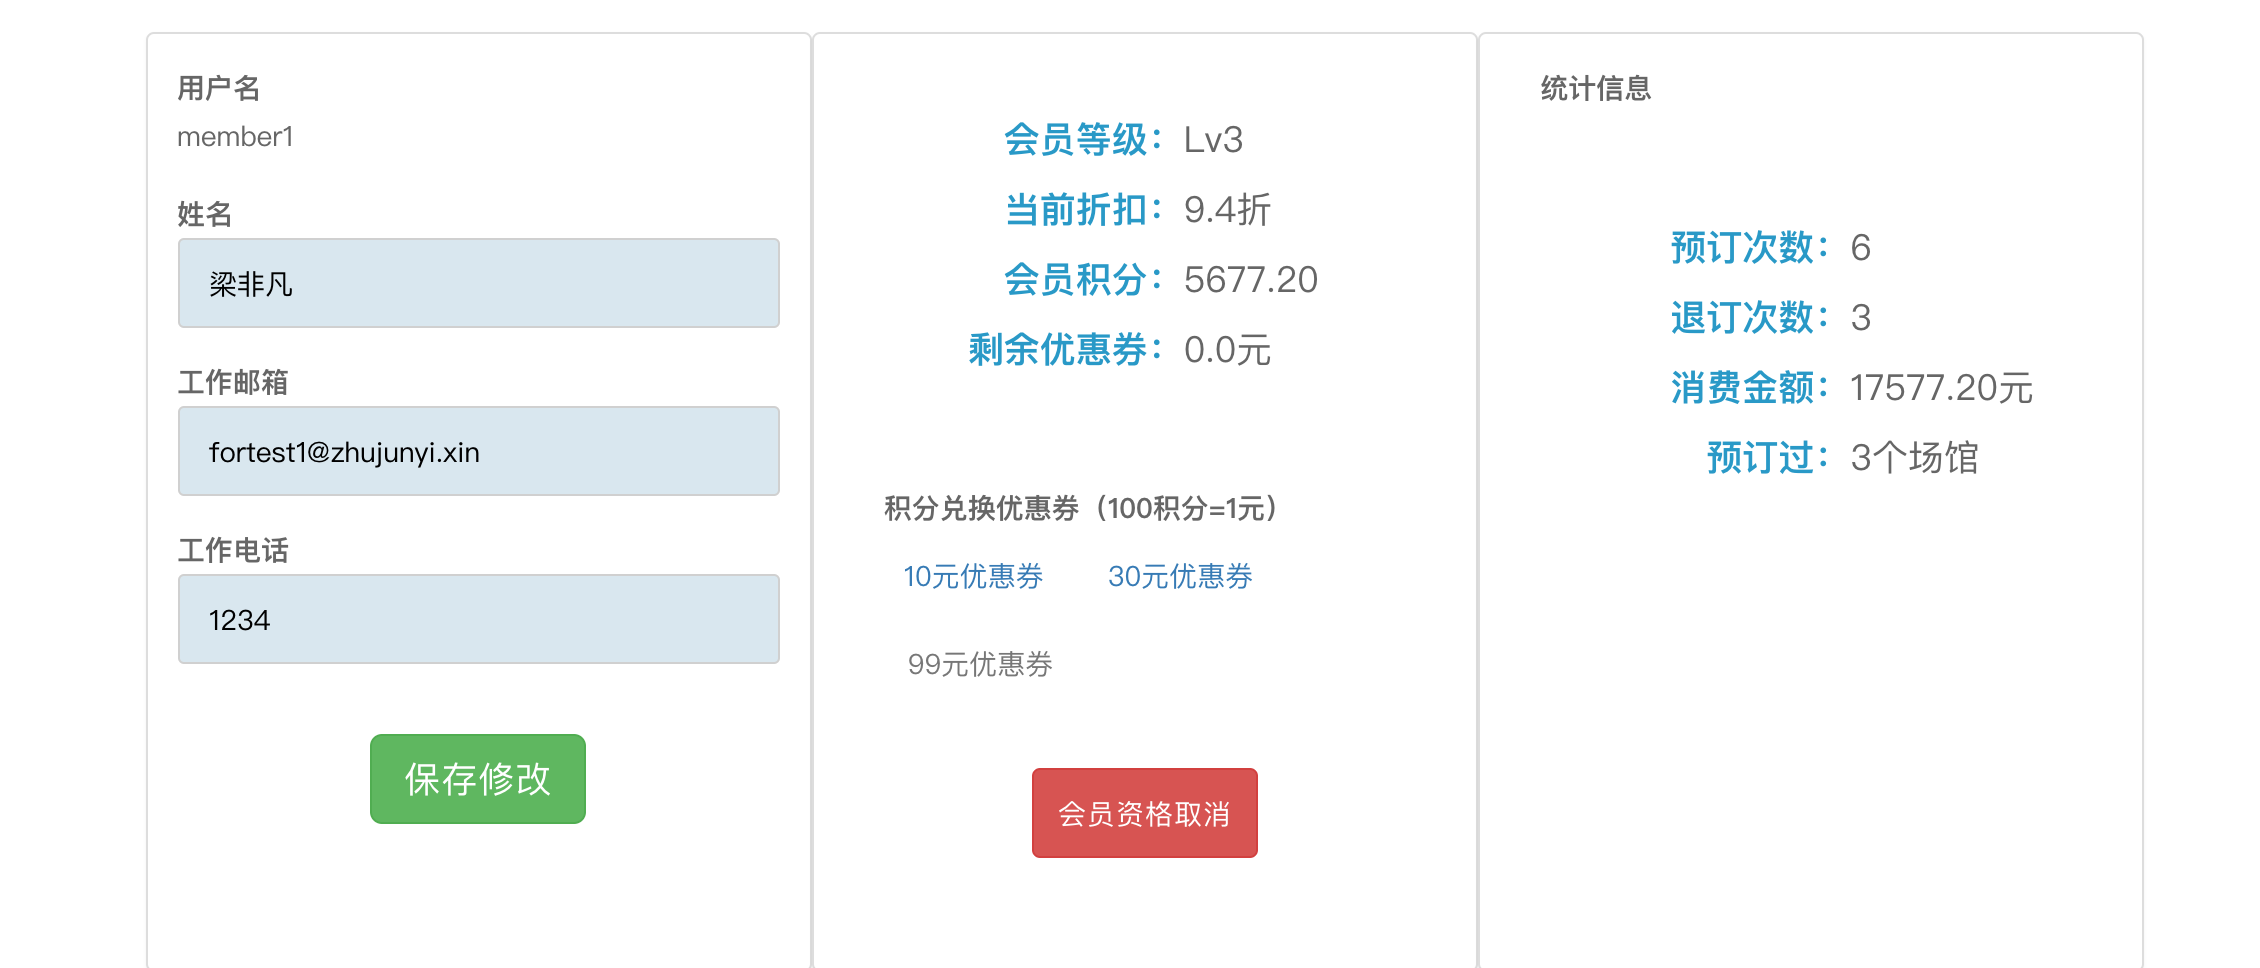 用户名
member1
姓名
梁非凡
工作邮箱
fortest1@zhujunyi.xin
工作电话
1234
保存修改
会员等级： Lv3
当前折扣： 9.4折
会员积分： 5677.20
剩余优惠券： 0.0元
积分兑换优惠券（100积分=1元）
10元优惠券 30元优惠券
99元优惠券
会员资格取消
统计信息
预订次数： 6
退订次数： 3
消费金额： 17577.20元
预订过： 3个场馆